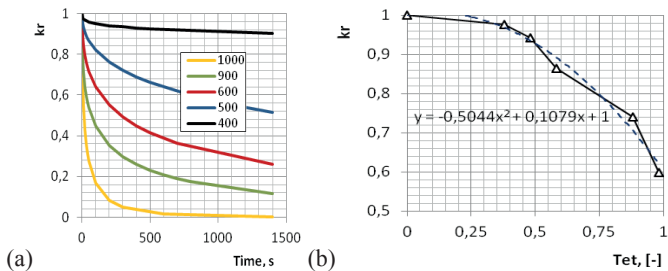 kr
1
0,8
0,6
0,4
0,2
0
1000
900
600
500
400
0 500 1000 1500
Time, s
(a)
kr
1
0,9
0,8
0,7
0,6
0,5
y = -0,5044x² + 0,1079x + 1
0 0,25 0,5 0,75 1
Tet, [-]
(b)